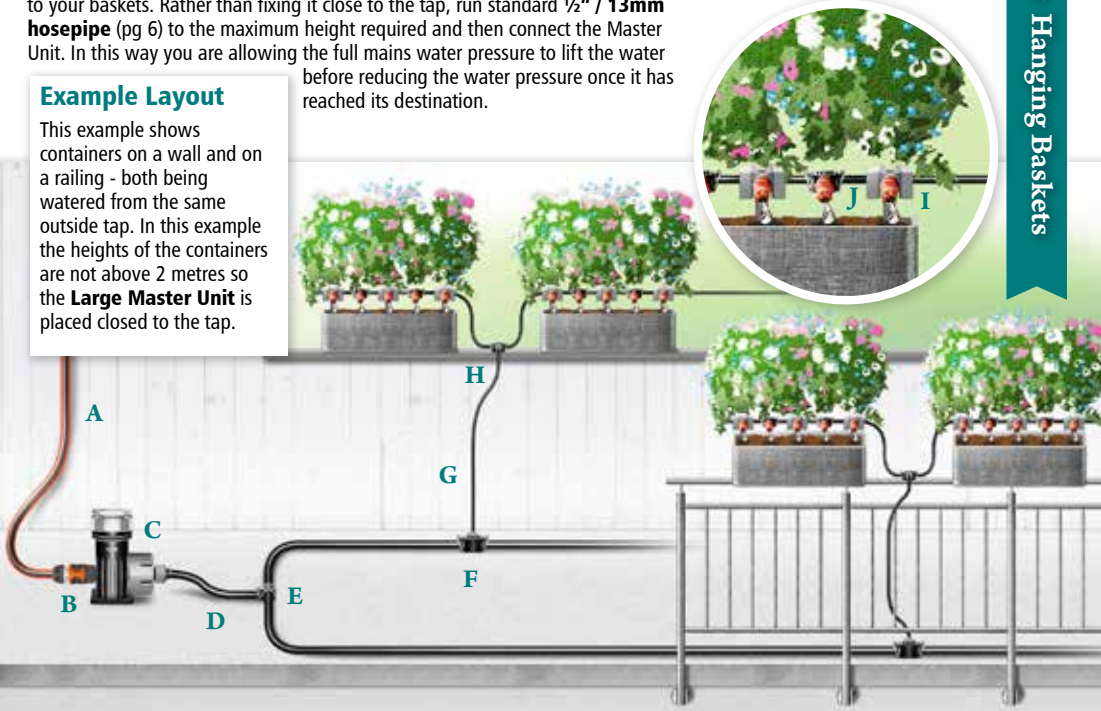 to your baskets. Rather than fixing it close to the tap, run standard ½” / 13mm
hosepipe (pg 6) to the maximum height required and then connect the Master
Unit. In this way you are allowing the full mains water pressure to lift the water
before reducing the water pressure once it has
reached its destination.
Example Layout
This example shows
containers on a wall and on
a railing - both being
watered from the same
outside tap. In this example
the heights of the containers
are not above 2 metres so
the Large Master Unit is
placed closed to the tap.
Hanging Baskets
J
I
H
A
G
C
F
B
E
D